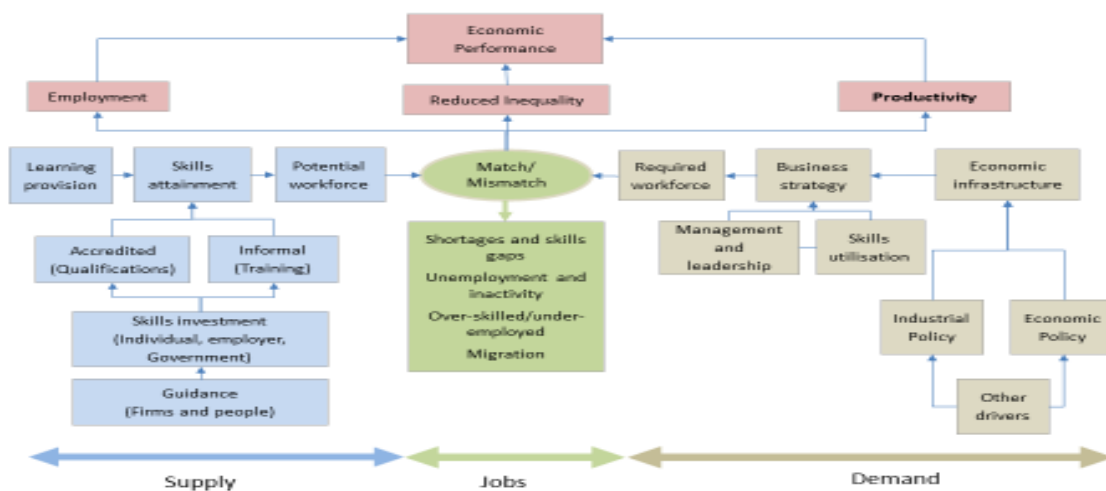 Economic
Performance
Employment
Reduced Inequality
Productivity
Learning
provision
Skills
attainment
Potential
workforce
Match/
Mismatch
Required
workforce
Business
strategy
Economic
infrastructure
Accredited
(Qualifications)
Informal
(Training)
Shortages and skills
gaps
Unemployment and
inactivity
Over-skilled/under-
employed
Migration
Management
and
leadership
Skills
utilisation
Skills investment
(Individual, employer,
Government)
Industrial
Policy
Economic
Policy
Guidance
(Firms and people)
Other
drivers
Supply
Jobs
Demand